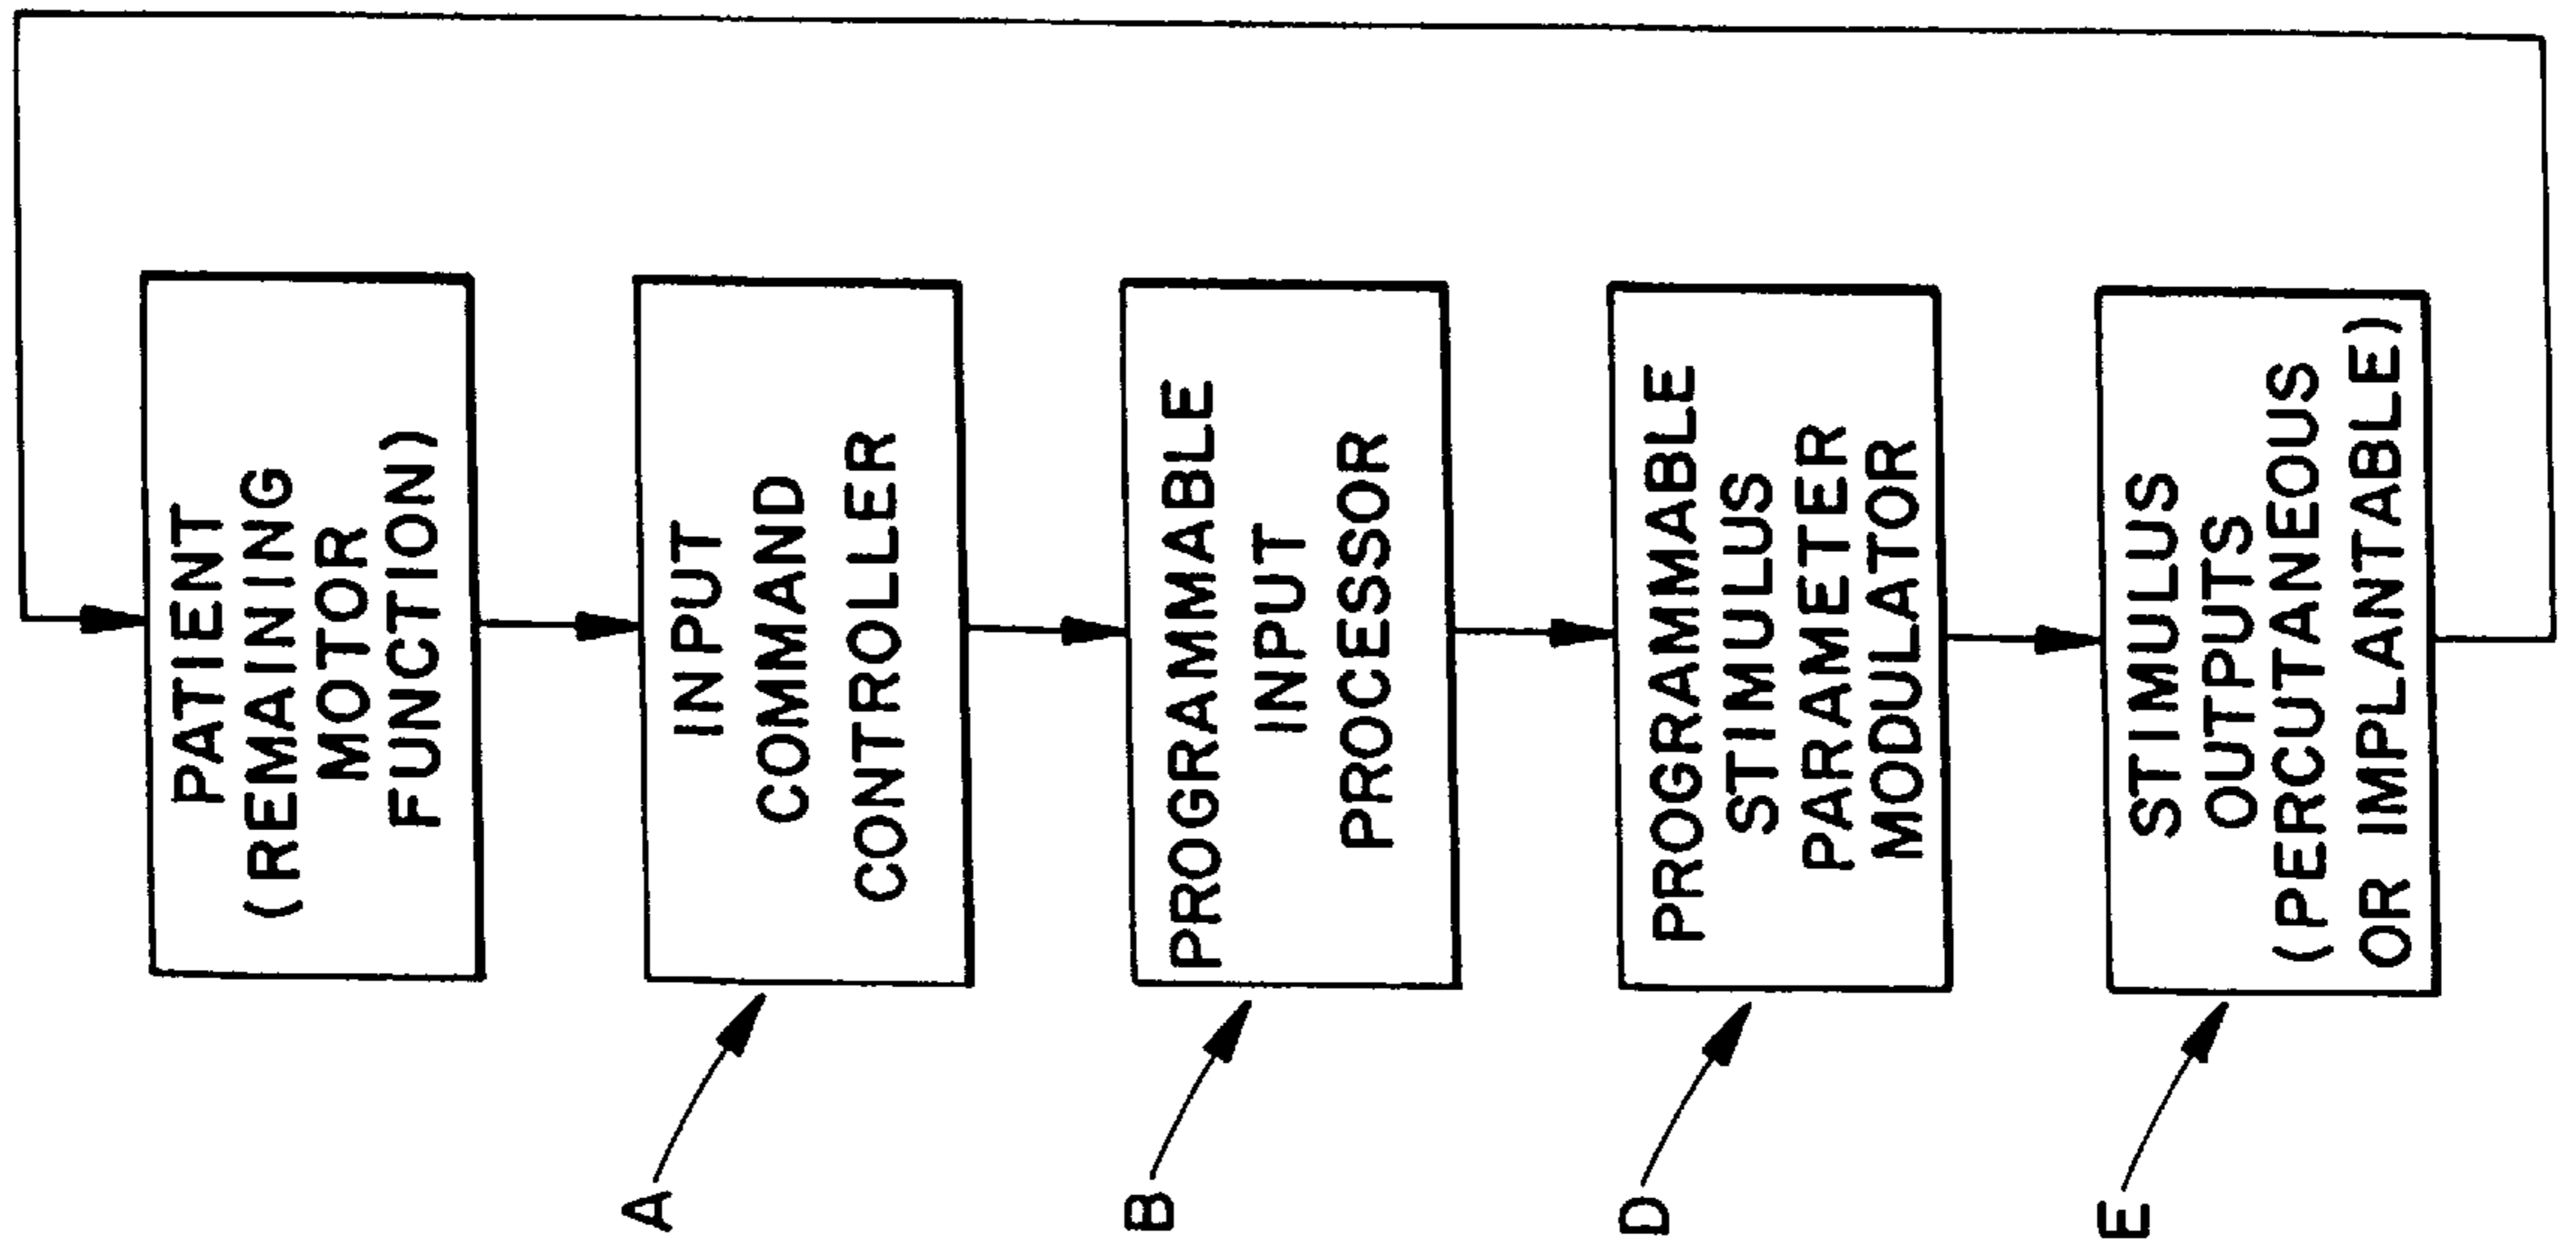 PATIENT
(REMAINING
MOTOR
FUNCTION)
A
INPUT
COMMAND
CONTROLLER
B
PROGRAMMABLE
INPUT
PROCESSOR
D
PROGRAMMABLE
STIMULUS
PARAMETER
MODULATOR
E
STIMULUS
OUTPUTS
(PERCUTANEOUS
OR IMPLANTABLE)